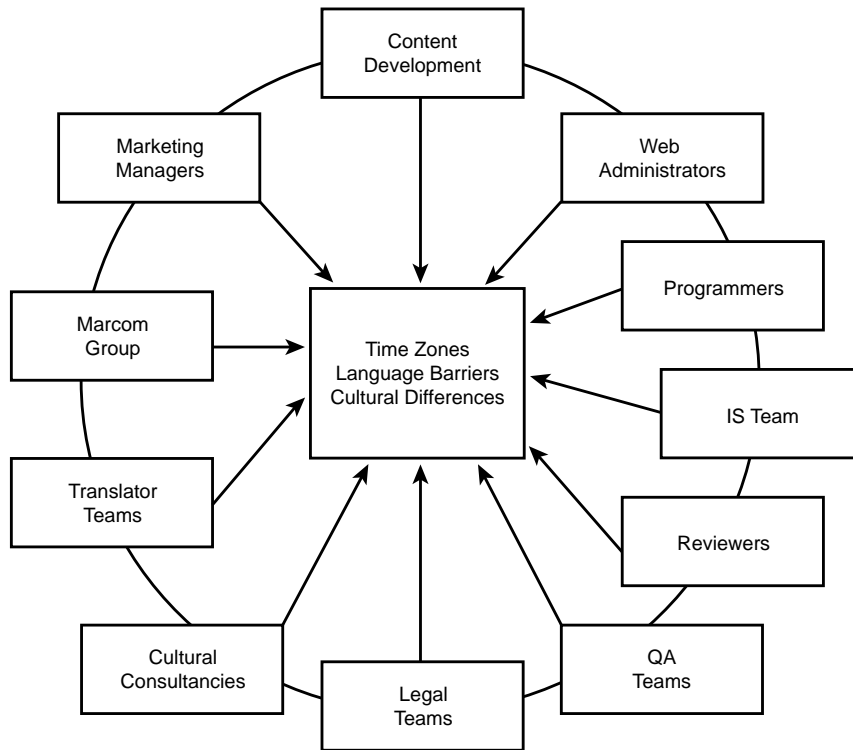 Content
Development
Marketing
Managers
Web
Administrators
Programmers
Marcom
Group
Time Zones
Language Barriers
Cultural Differences
IS Team
Translator
Teams
Reviewers
Cultural
Consultancies
QA
Teams
Legal
Teams